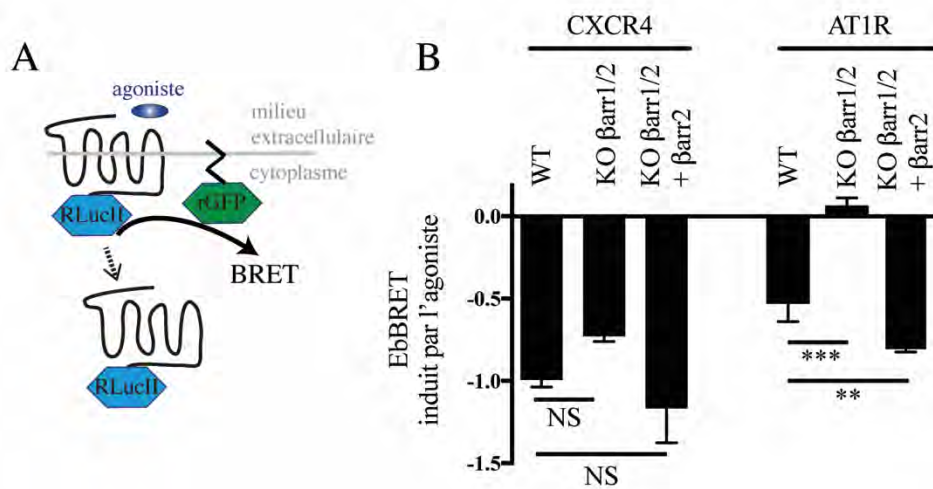 A
agoniste
milieu
extracellulaire
cytoplasme
RLucII
rGFP
BRET
RLucII
B
CXCR4
AT1R
WT
KO βarr1/2
KO βarr1/2
+ βarr2
WT
KO βarr1/2
KO βarr1/2
+ βarr2
EbBRET
induit par l'agoniste
0.0
-0.5
-1.0
-1.5
NS
NS
***
**